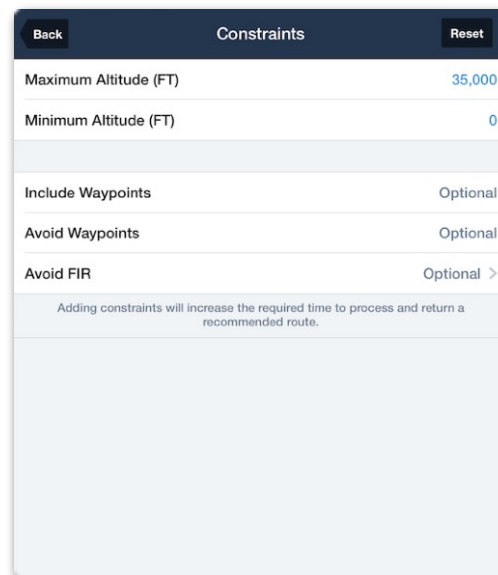 Back Constraints Reset
Maximum Altitude (FT) 35,000
Minimum Altitude (FT) 0
Include Waypoints Optional
Avoid Waypoints Optional
Avoid FIR Optional >
Adding constraints will increase the required time to process and return a
recommended route.